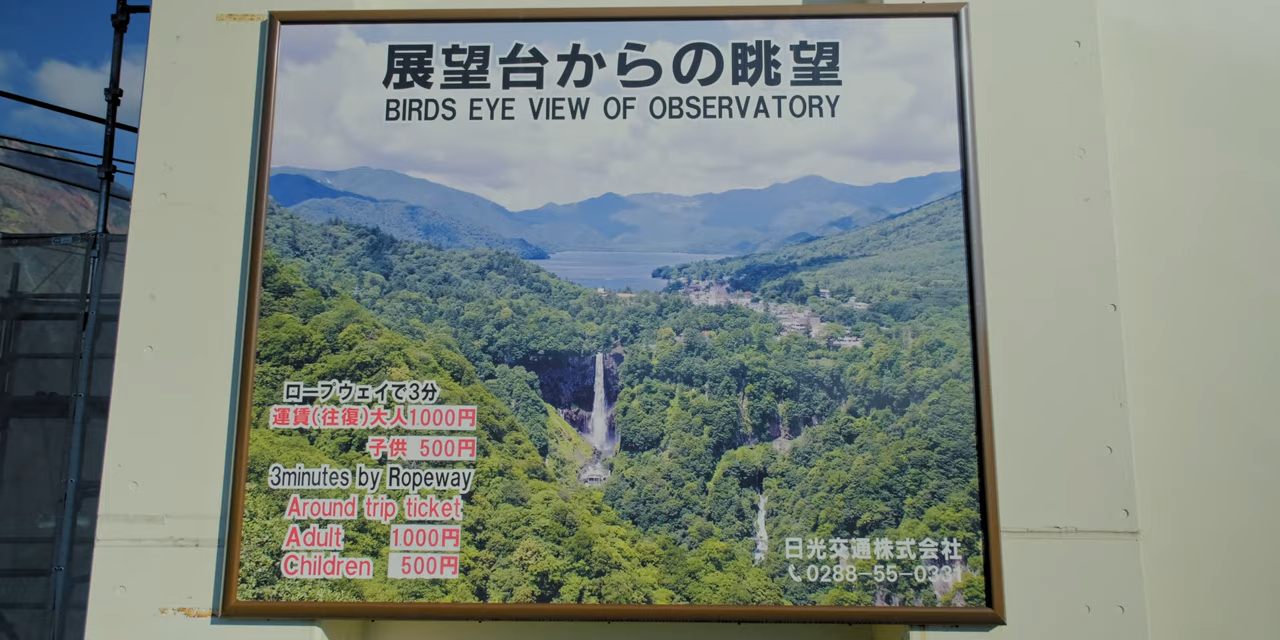 展望台からの眺望
BIRDS EYE VIEW OF OBSERVATORY
ロープウェイで3分
運賃(往復)大人1.000円
子供 500円
3minutes by Ropeway
Around trip ticket
Adult 1.000円
Children 500円
日光交通株式会社
0288-55-0331